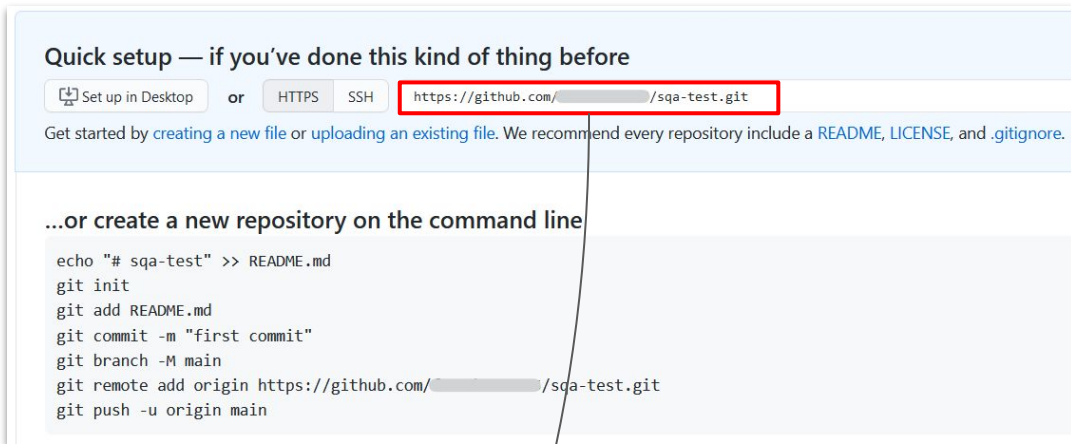 Quick setup — if you’ve done this kind of thing before
Set up in Desktop or HTTPS SSH https://github.com/ /sqa-test.git
Get started by creating a new file or uploading an existing file. We recommend every repository include a README, LICENSE, and .gitignore.
...or create a new repository on the command line
echo "# sqa-test" >> README.md
git init
git add README.md
git commit -m "first commit"
git branch -M main
git remote add origin https://github.com/ /sqa-test.git
git push -u origin main